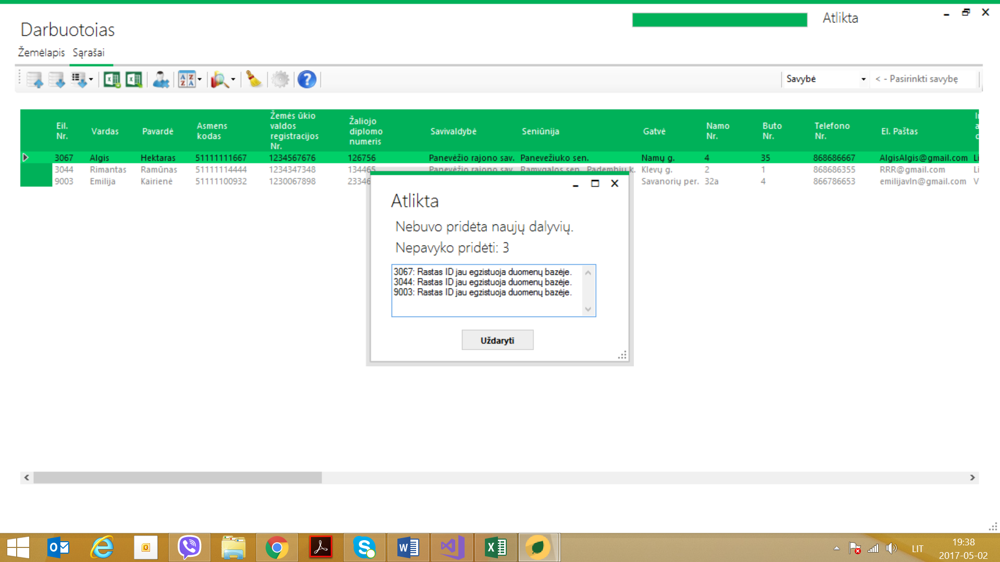 Darbuotojas
Atlikta
Žemėlapis Sąrašai
Savybė < - Pasirinkti savybę
Eil. Nr.
Vardas
Pavardė
Asmens kodas
Žemės ūkio valdos registracijos Nr.
Žaliojo diplomo numeris
Savivaldybė
Seniūnija
Gatvė
Namo Nr.
Buto Nr.
Telefono Nr.
El. Paštas
3067 Algis Hektaras 51111111667 1234567676 126756 Panevėžio rajono sav. Panevėžiuko sen. Namų g. 4 35 868686667 AlgisAlgis@gmail.com Li
3044 Rimantas Ramūnas 51111114444 1234347348 134465 Panevėžio rajono sav. Ramygalos sen. Padembių k. Klevų g. 2 1 868686355 RRR@gmail.com Li
9003 Emilija Kairienė 51111100932 1230067898 23346 Savanorių per. 32a 4 866786653 emilijavln@gmail.com V
Atlikta
Nebuvo pridėta naujų dalyvių.
Nepavyko pridėti: 3
3067: Rastas ID jau egzistuoja duomenų bazėje.
3044: Rastas ID jau egzistuoja duomenų bazėje.
9003: Rastas ID jau egzistuoja duomenų bazėje.
Uždaryti
LIT
19:38
2017-05-02